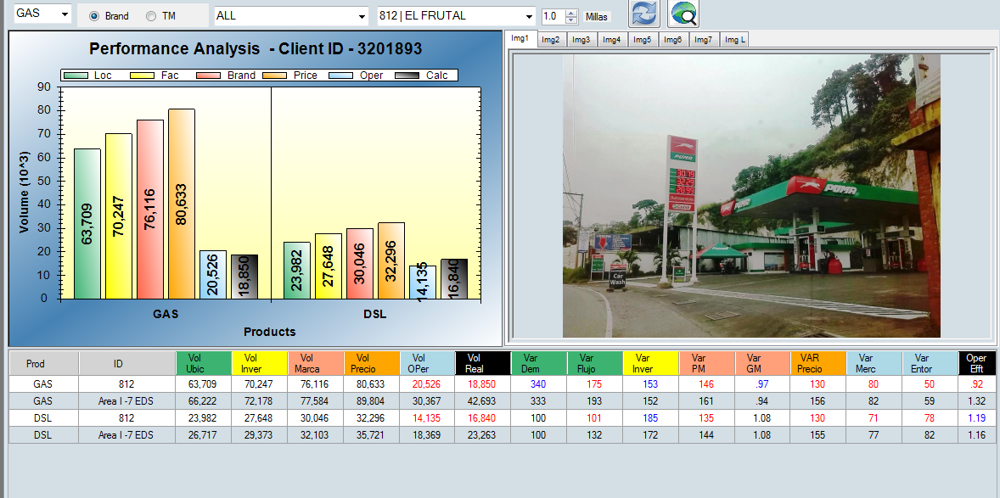 GAS Brand TM ALL 812 | EL FRUTAL 1.0 Millas
Img1 Img2 Img3 Img4 Img5 Img6 Img7 Img L
Performance Analysis - Client ID - 3201893
Loc Fac Brand Price Oper Calc
Volume (10^3)
90
80
70
60
50
40
30
20
10
0
63,709 70,247 76,116 80,633 20,526 18,850
23,982 27,648 30,046 32,296 14,135 16,840
GAS DSL
Products
PUMA
PUMA
PUMA
Car
Wash
Prod ID Vol Ubic Vol Inver Vol Marca Vol Precio Vol OPer Vol Real Var Dem Var Flujo Var Inver Var PM Var GM VAR Precio Var Merc Var Entor Oper Efft
GAS 812 63,709 70,247 76,116 80,633 20,526 18,850 340 175 153 146 .97 130 80 50 .92
GAS Area I -7 EDS 66,222 72,178 77,584 89,804 30,367 42,693 333 193 152 161 .94 156 82 59 1.32
DSL 812 23,982 27,648 30,046 32,296 14,135 16,840 100 101 185 135 1.08 130 71 78 1.19
DSL Area I -7 EDS 26,717 29,373 32,103 35,721 18,369 23,263 100 132 172 144 1.08 155 77 82 1.16